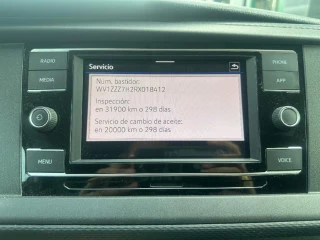 RADIO
MEDIA
MENU
Servicio
Núm. bastidor:
WV1ZZZ7HZRX018412
Inspección:
en 31900 km o 298 días
Servicio de cambio de aceite:
en 20000 km o 298 días
PHONE
APP
VOICE